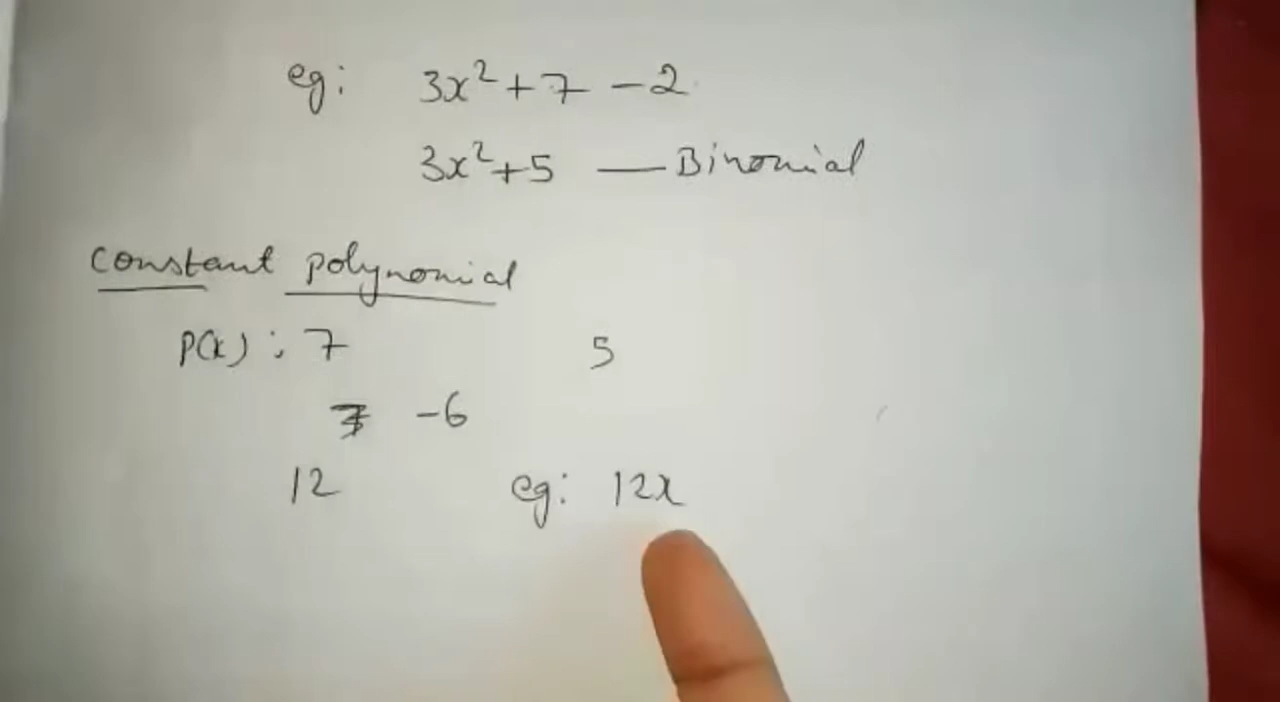 eg: 3x² + 7 - 2
3x² + 5 — Binomial
constant polynomial
P(x) : 7 5
-6
12 eg: 12x